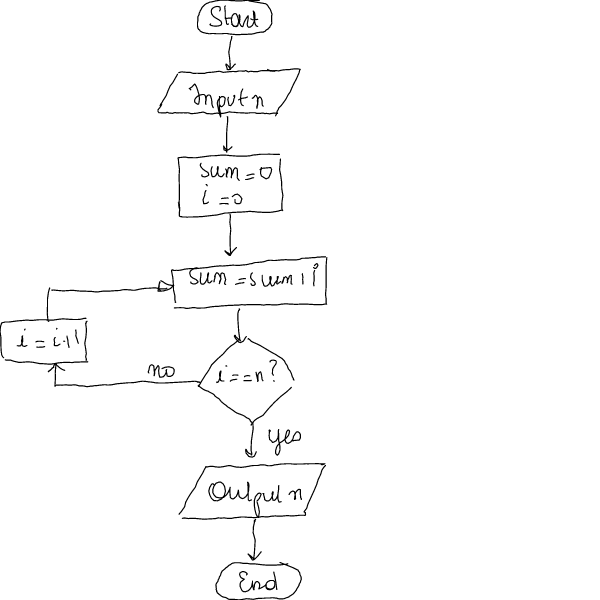 Start
Input n
sum = 0
i = 0
sum = sum + i
i = i + 1
no
i == n ?
yes
Output n
End